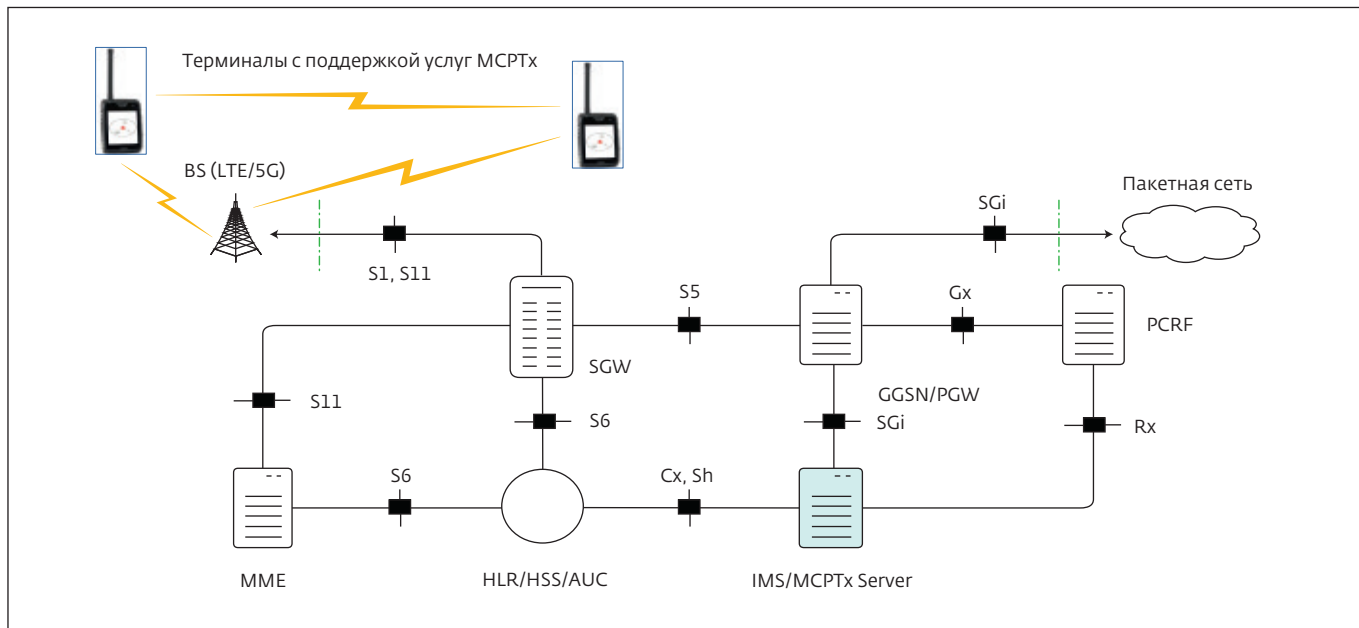 Терминалы с поддержкой услуг MCPTx
BS (LTE/5G)
Пакетная сеть
SGi
S1, S11
S5
Gx
PCRF
SGW
GGSN/PGW
S11
S6
SGi
Rx
S6
Cx, Sh
MME
HLR/HSS/AUC
IMS/MCPTx Server